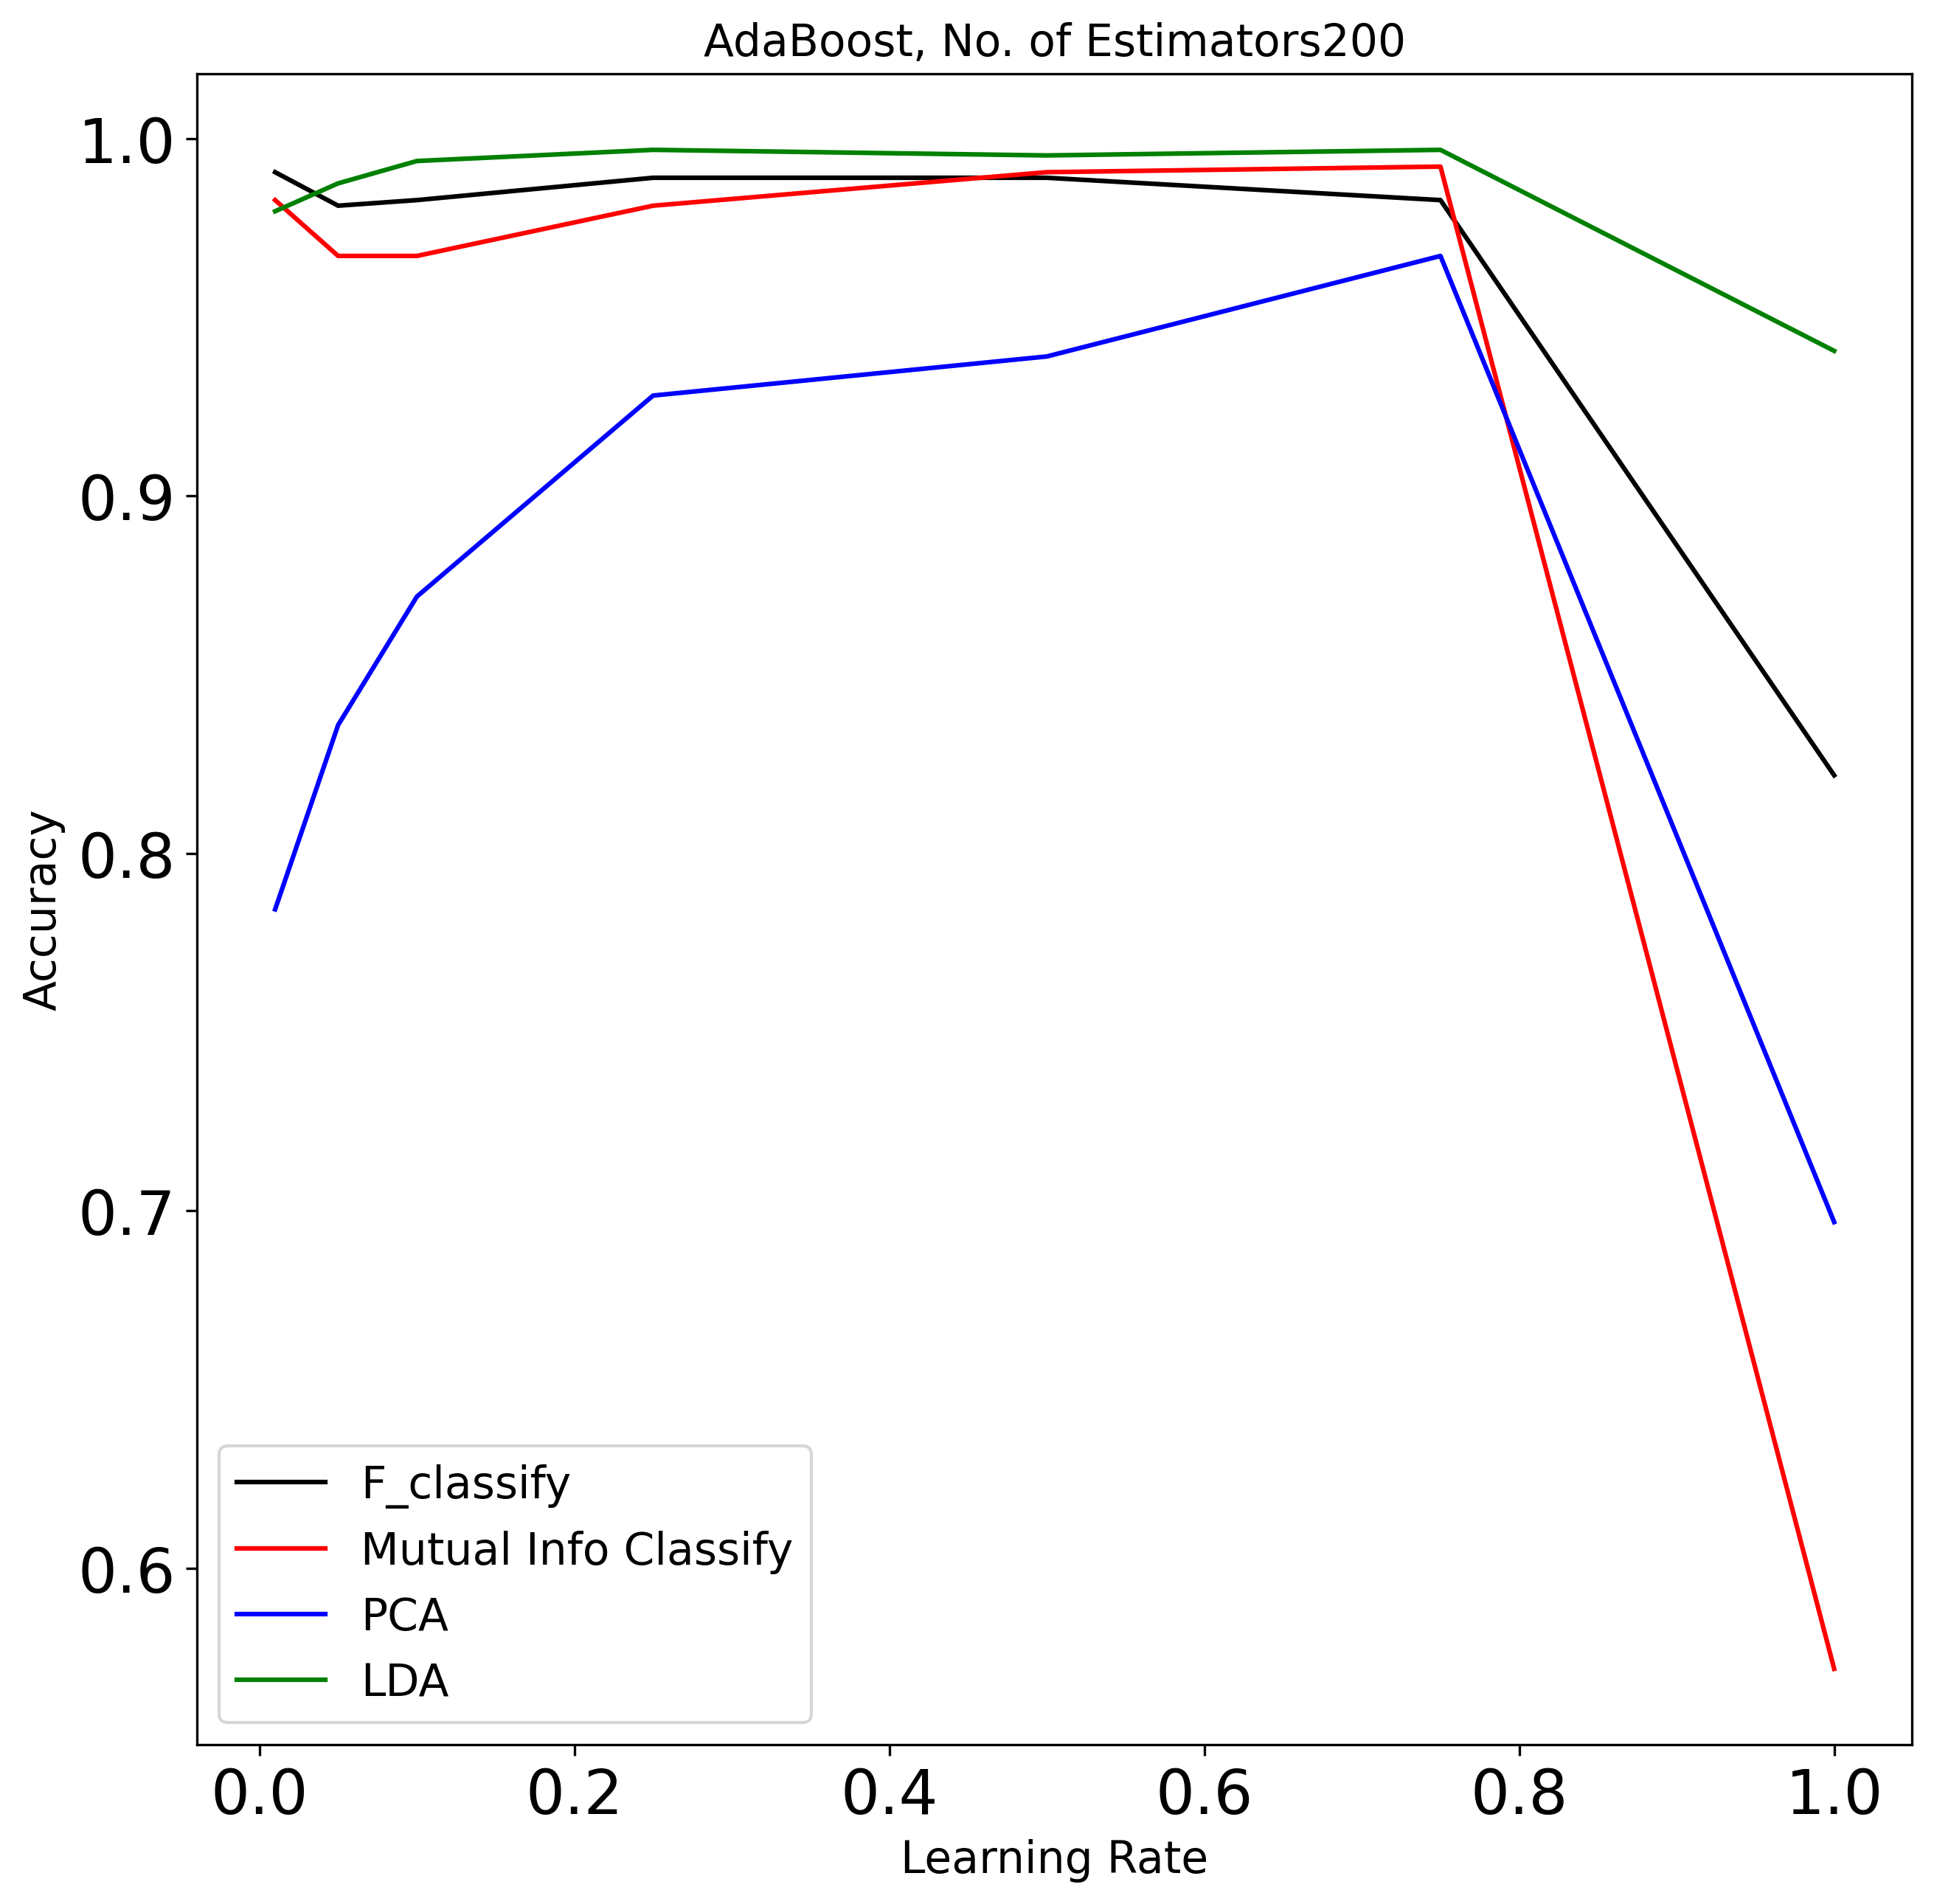 AdaBoost, No. of Estimators200
1.0
0.9
0.8
0.7
0.6
Accuracy
F_classify
Mutual Info Classify
PCA
LDA
0.0 0.2 0.4 0.6 0.8 1.0
Learning Rate